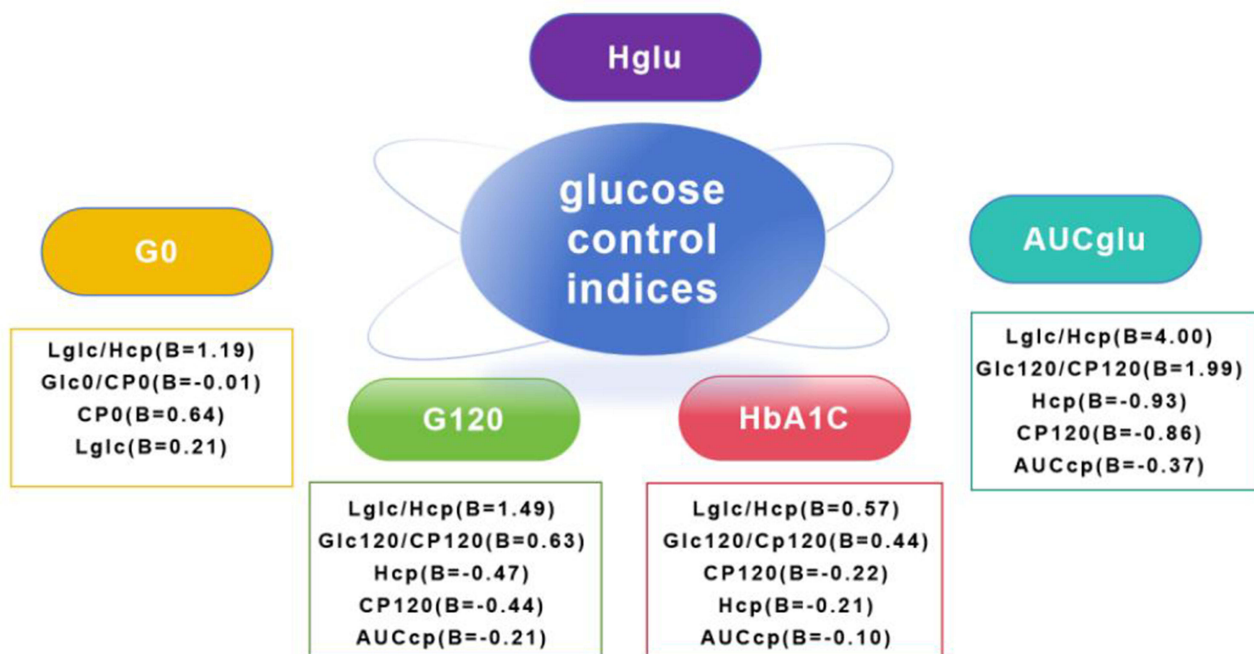 Hglu
glucose
control
indices
G0
Lglc/Hcp(B=1.19)
Glc0/CP0(B=-0.01)
CP0(B=0.64)
Lglc(B=0.21)
G120
Lglc/Hcp(B=1.49)
Glc120/CP120(B=0.63)
Hcp(B=-0.47)
CP120(B=-0.44)
AUCcp(B=-0.21)
HbA1C
Lglc/Hcp(B=0.57)
Glc120/Cp120(B=0.44)
CP120(B=-0.22)
Hcp(B=-0.21)
AUCcp(B=-0.10)
AUCglu
Lglc/Hcp(B=4.00)
Glc120/CP120(B=1.99)
Hcp(B=-0.93)
CP120(B=-0.86)
AUCcp(B=-0.37)